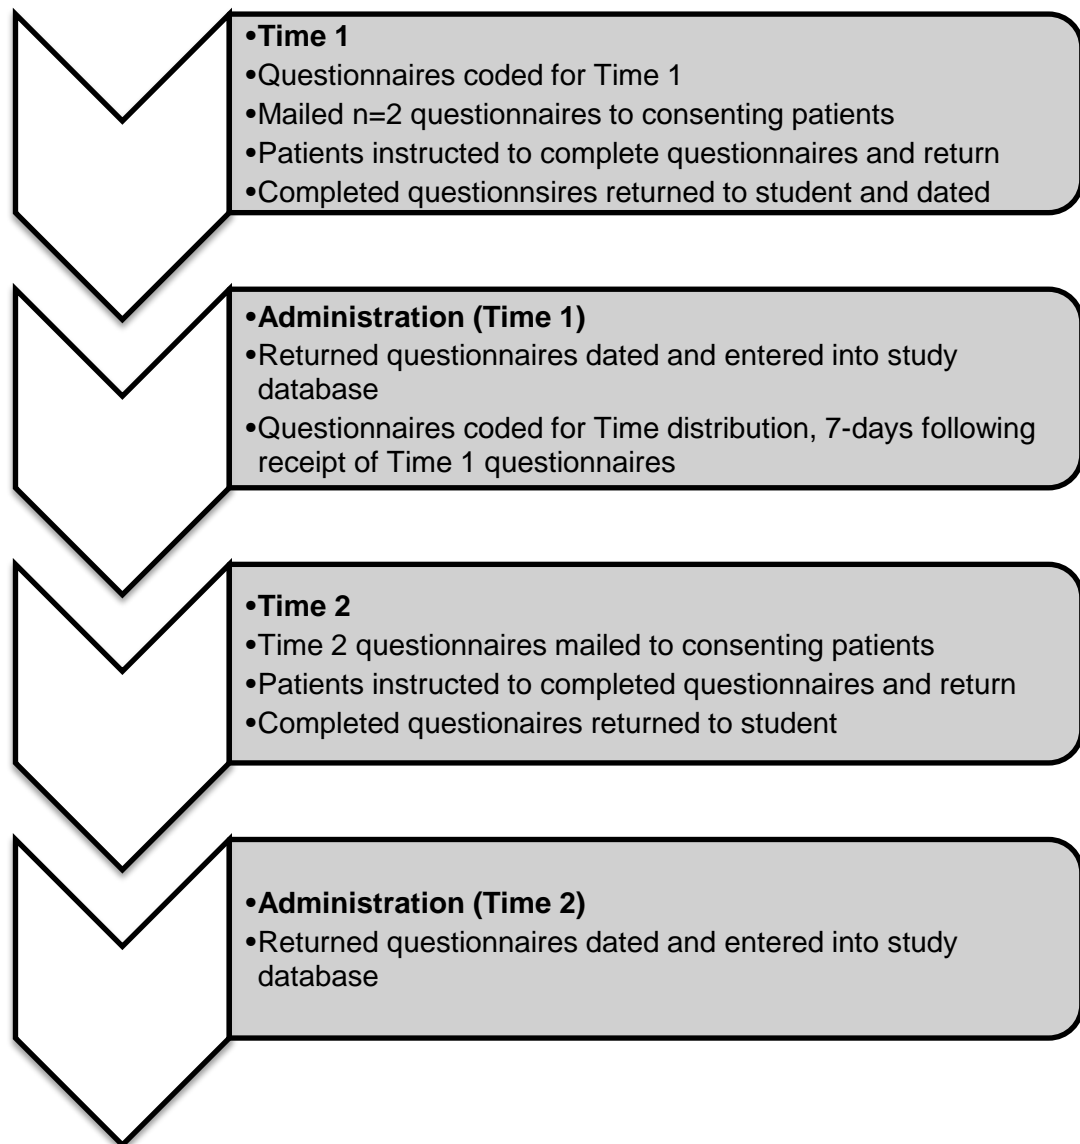 •Time 1
•Questionnaires coded for Time 1
•Mailed n=2 questionnaires to consenting patients
•Patients instructed to complete questionnaires and return
•Completed questionnsires returned to student and dated
•Administration (Time 1)
•Returned questionnaires dated and entered into study
database
•Questionnaires coded for Time distribution, 7-days following
receipt of Time 1 questionnaires
•Time 2
•Time 2 questionnaires mailed to consenting patients
•Patients instructed to completed questionnaires and return
•Completed questionaires returned to student
•Administration (Time 2)
•Returned questionnaires dated and entered into study
database